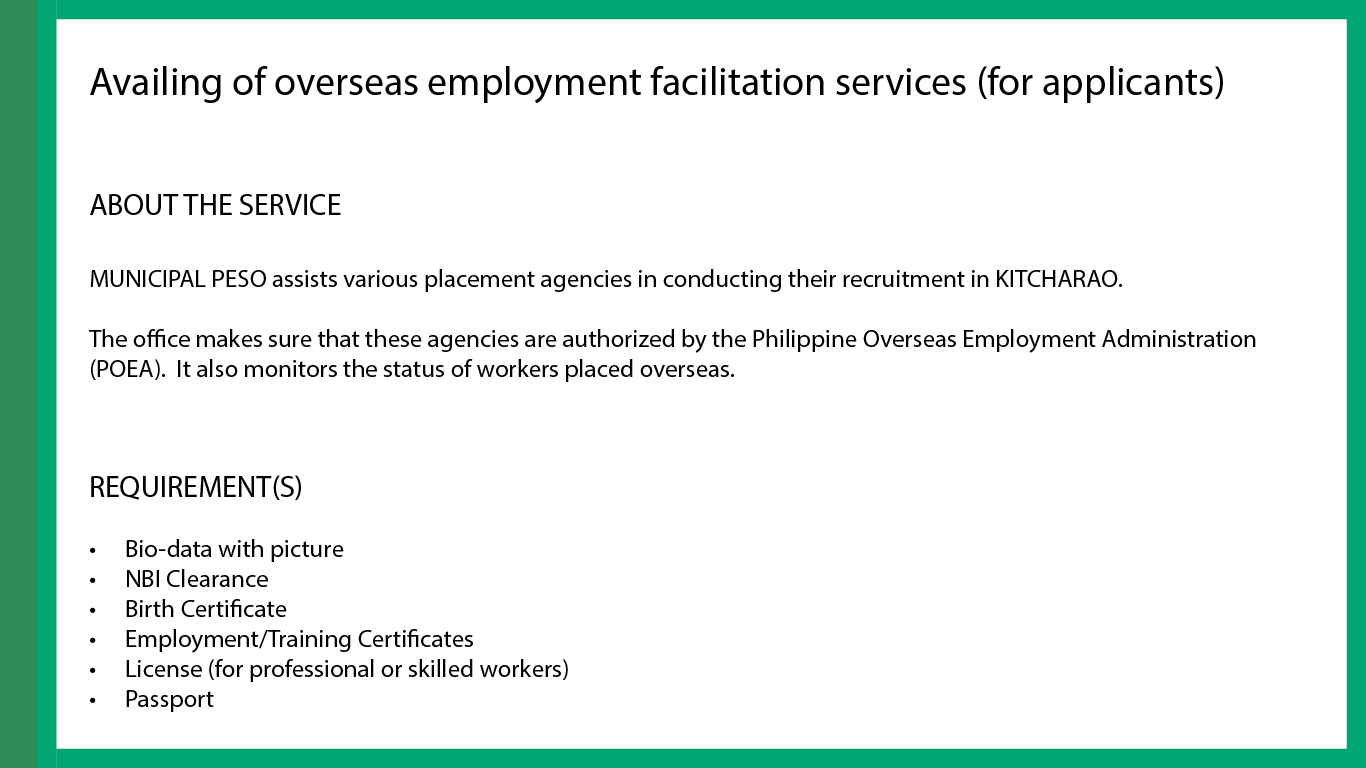 Availing of overseas employment facilitation services (for applicants)
ABOUT THE SERVICE
MUNICIPAL PESO assists various placement agencies in conducting their recruitment in KITCHARAO.
The office makes sure that these agencies are authorized by the Philippine Overseas Employment Administration
(POEA).  It also monitors the status of workers placed overseas.
REQUIREMENT(S)
• Bio-data with picture
• NBI Clearance
• Birth Certificate
• Employment/Training Certificates
• License (for professional or skilled workers)
• Passport